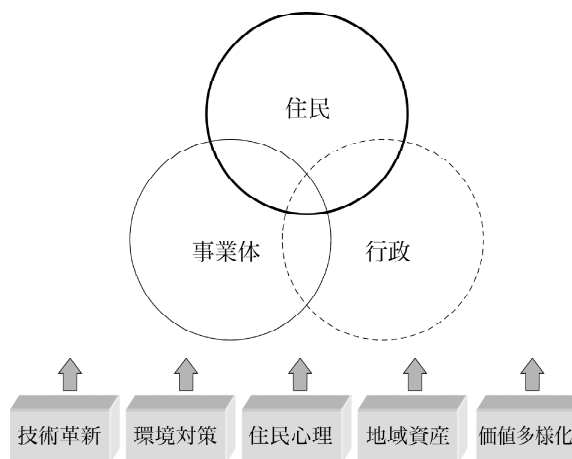 住民
事業体
行政
技術革新
環境対策
住民心理
地域資産
価値多様化